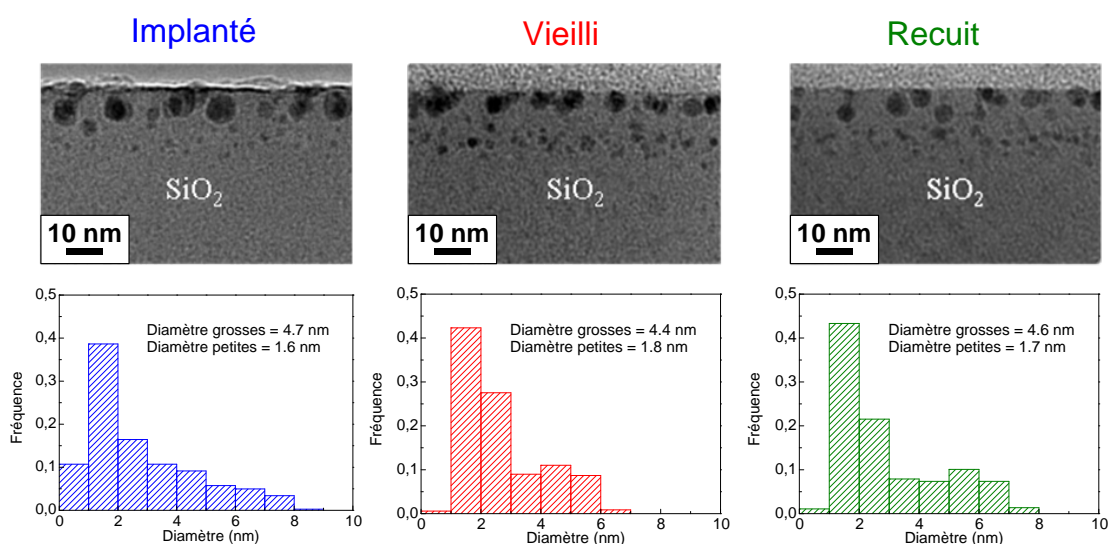 Implanté
Vieilli
Recuit
SiO₂
10 nm
SiO₂
10 nm
SiO₂
10 nm
0,5
0,4
0,3
0,2
0,1
0,0
Fréquence
Diamètre grosses = 4.7 nm
Diamètre petites = 1.6 nm
0 2 4 6 8 10
Diamètre (nm)
0,5
0,4
0,3
0,2
0,1
0,0
Fréquence
Diamètre grosses = 4.4 nm
Diamètre petites = 1.8 nm
0 2 4 6 8 10
Diamètre (nm)
0,5
0,4
0,3
0,2
0,1
0,0
Fréquence
Diamètre grosses = 4.6 nm
Diamètre petites = 1.7 nm
0 2 4 6 8 10
Diamètre (nm)